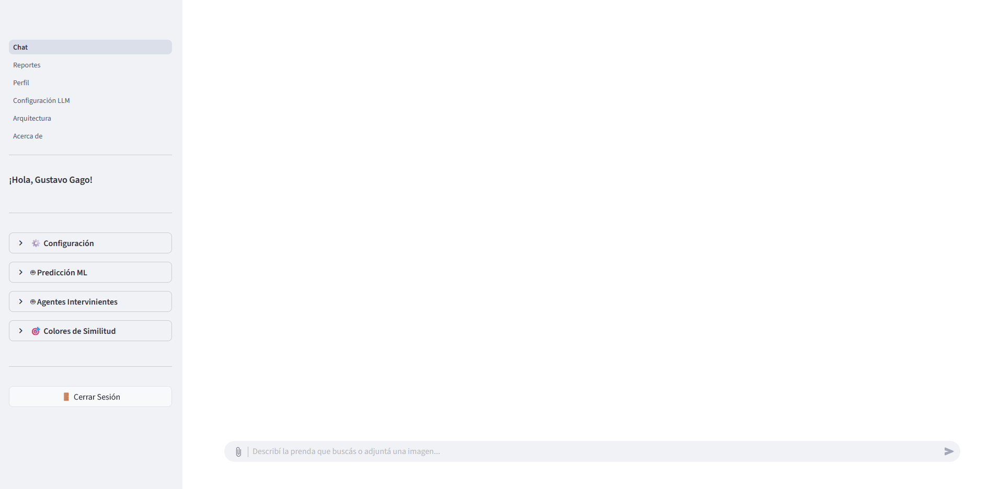 Chat
Reportes
Perfil
Configuración LLM
Arquitectura
Acerca de
¡Hola, Gustavo Gago!
Configuración
Predicción ML
Agentes Intervinientes
Colores de Similitud
Cerrar Sesión
Describí la prenda que buscás o adjuntá una imagen...